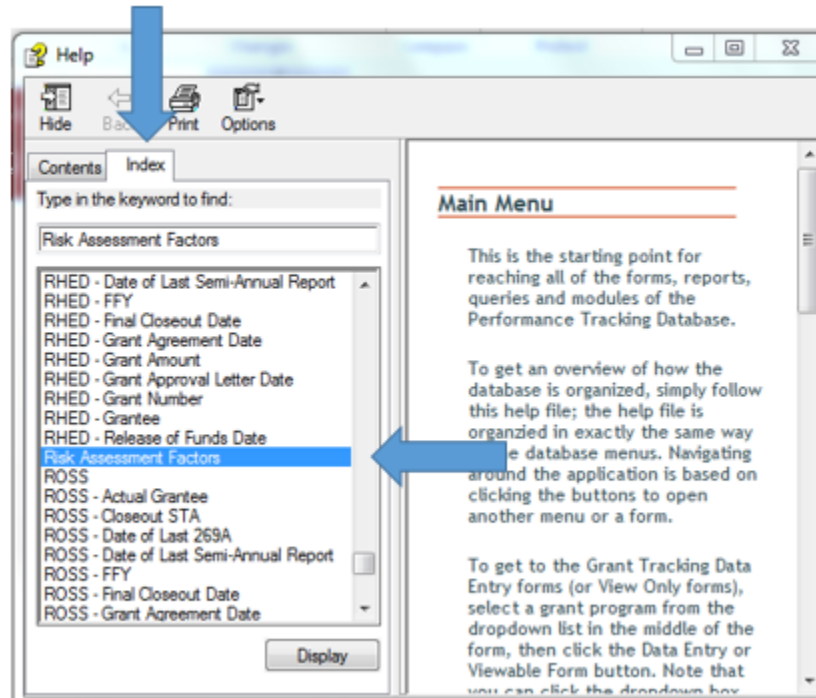 Help
Hide Print Options
Contents Index
Type in the keyword to find:
Risk Assessment Factors
RHED - Date of Last Semi-Annual Report
RHED - FFY
RHED - Final Closeout Date
RHED - Grant Agreement Date
RHED - Grant Amount
RHED - Grant Approval Letter Date
RHED - Grant Number
RHED - Grantee
RHED - Release of Funds Date
Risk Assessment Factors
ROSS
ROSS - Actual Grantee
ROSS - Closeout STA
ROSS - Date of Last 269A
ROSS - Date of Last Semi-Annual Report
ROSS - FFY
ROSS - Final Closeout Date
ROSS - Grant Agreement Date
Display
Main Menu
This is the starting point for
reaching all of the forms, reports,
queries and modules of the
Performance Tracking Database.
To get an overview of how the
database is organized, simply follow
this help file; the help file is
organzied in exactly the same way
database menus. Navigating
around the application is based on
clicking the buttons to open
another menu or a form.
To get to the Grant Tracking Data
Entry forms (or View Only forms),
select a grant program from the
dropdown list in the middle of the
form, then click the Data Entry or
Viewable Form button. Note that
you can click the dropdown box